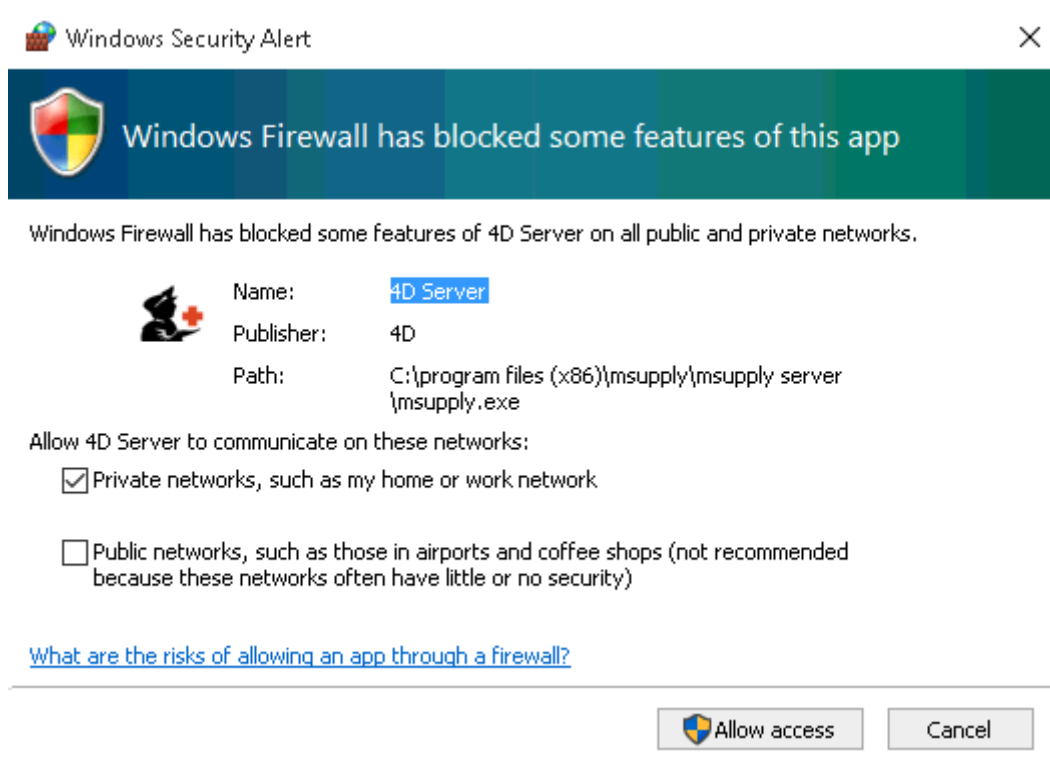 Windows Security Alert
Windows Firewall has blocked some features of this app
Windows Firewall has blocked some features of 4D Server on all public and private networks.
Name: 4D Server
Publisher: 4D
Path: C:\program files (x86)\msupply\msupply server
\msupply.exe
Allow 4D Server to communicate on these networks:
Private networks, such as my home or work network
Public networks, such as those in airports and coffee shops (not recommended
because these networks often have little or no security)
What are the risks of allowing an app through a firewall?
Allow access Cancel